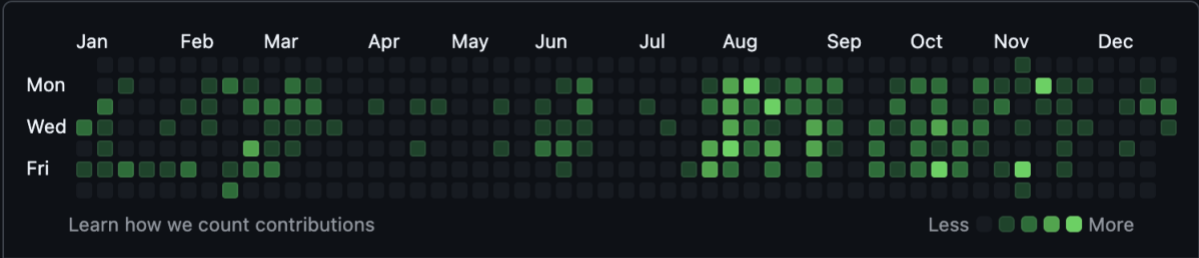 Jan Feb Mar Apr May Jun Jul Aug Sep Oct Nov Dec
Mon
Wed
Fri
Learn how we count contributions Less More